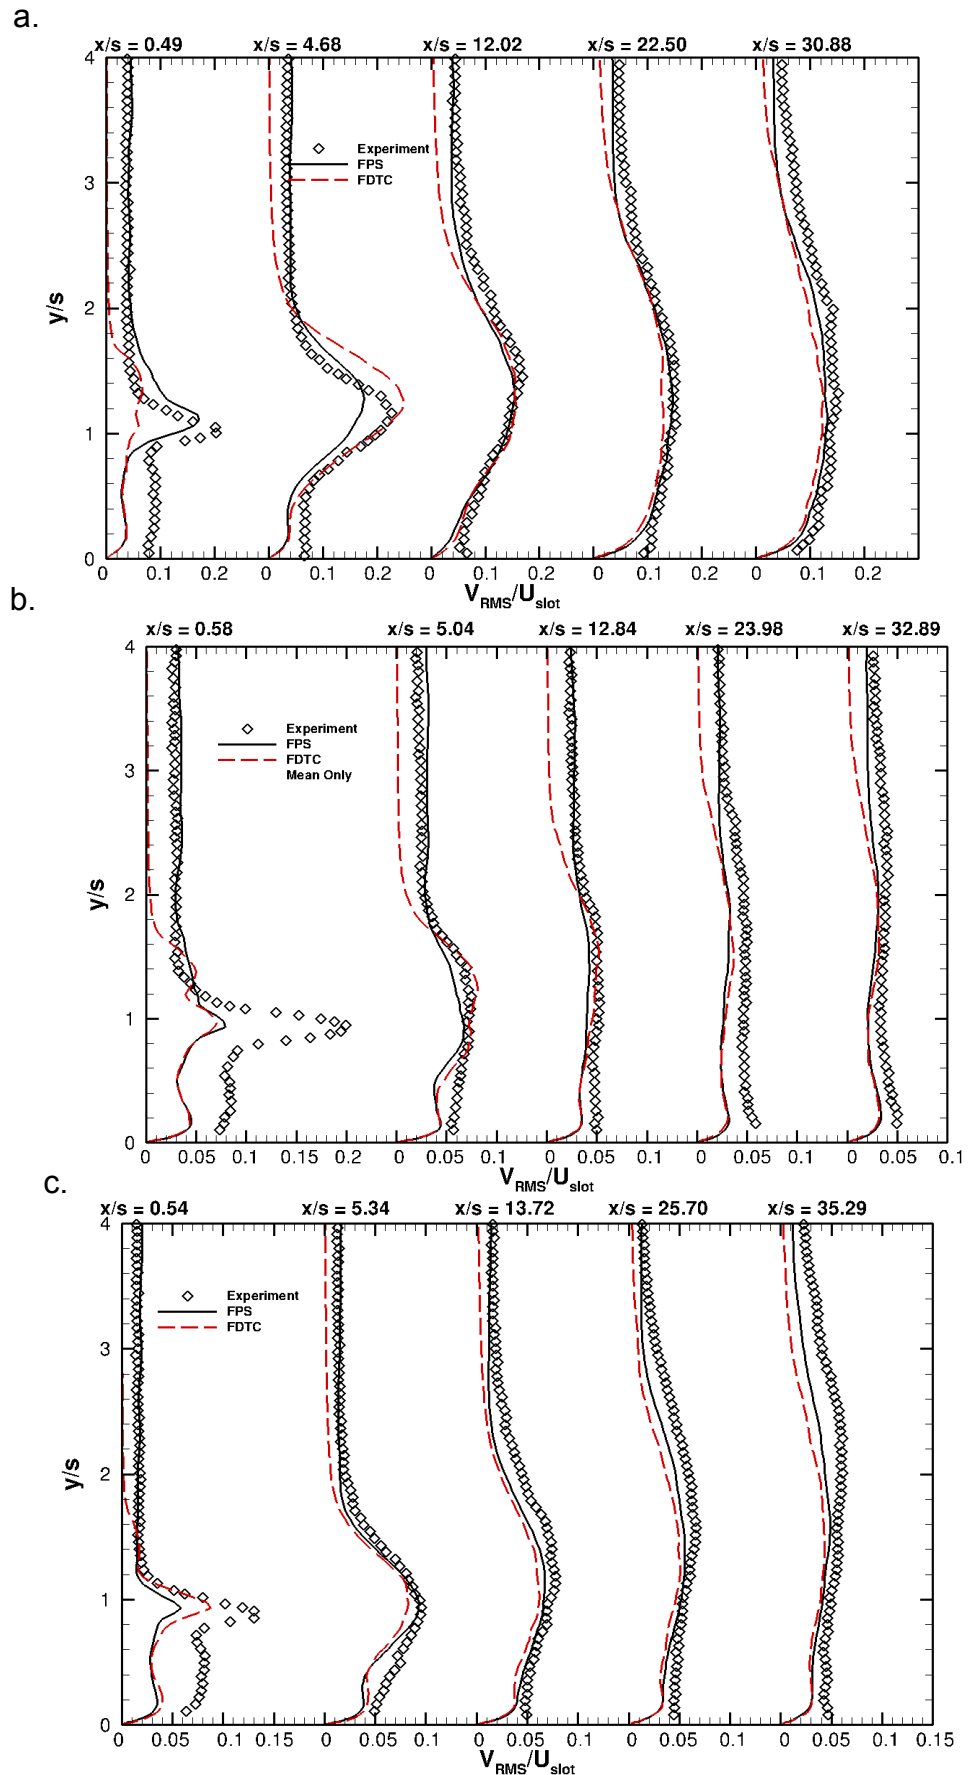 a.
x/s = 0.49 x/s = 4.68 x/s = 12.02 x/s = 22.50 x/s = 30.88
4
Experiment
FPS
FDTC
3
y/s
2
1
0
0 0.1 0.2 0 0.1 0.2 0 0.1 0.2 0 0.1 0.2 0 0.1 0.2
V_RMS/U_slot
b.
x/s = 0.58 x/s = 5.04 x/s = 12.84 x/s = 23.98 x/s = 32.89
4
Experiment
FPS
FDTC
Mean Only
3
2
y/s
1
0
0 0.05 0.1 0.15 0.2 0 0.05 0.1 0 0.05 0.1 0 0.05 0.1 0 0.05 0.1
V_RMS/U_slot
c.
x/s = 0.54 x/s = 5.34 x/s = 13.72 x/s = 25.70 x/s = 35.29
4
Experiment
FPS
FDTC
3
2
y/s
1
0
0 0.05 0.1 0.15 0 0.05 0.1 0 0.05 0.1 0 0.05 0.1 0 0.05 0.1 0.15
V_RMS/U_slot